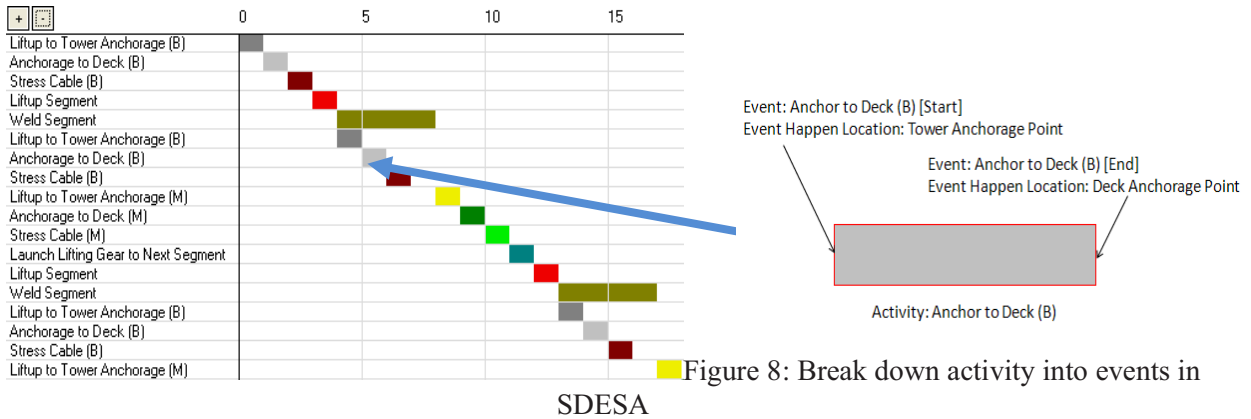 + -
0 5 10 15
Liftup to Tower Anchorage (B)
Anchorage to Deck (B)
Stress Cable (B)
Liftup Segment
Weld Segment
Liftup to Tower Anchorage (B)
Anchorage to Deck (B)
Stress Cable (B)
Liftup to Tower Anchorage (M)
Anchorage to Deck (M)
Stress Cable (M)
Launch Lifting Gear to Next Segment
Liftup Segment
Weld Segment
Liftup to Tower Anchorage (B)
Anchorage to Deck (B)
Stress Cable (B)
Liftup to Tower Anchorage (M)
Event: Anchor to Deck (B) [Start]
Event Happen Location: Tower Anchorage Point
Event: Anchor to Deck (B) [End]
Event Happen Location: Deck Anchorage Point
Activity: Anchor to Deck (B)
Figure 8: Break down activity into events in
SDESA